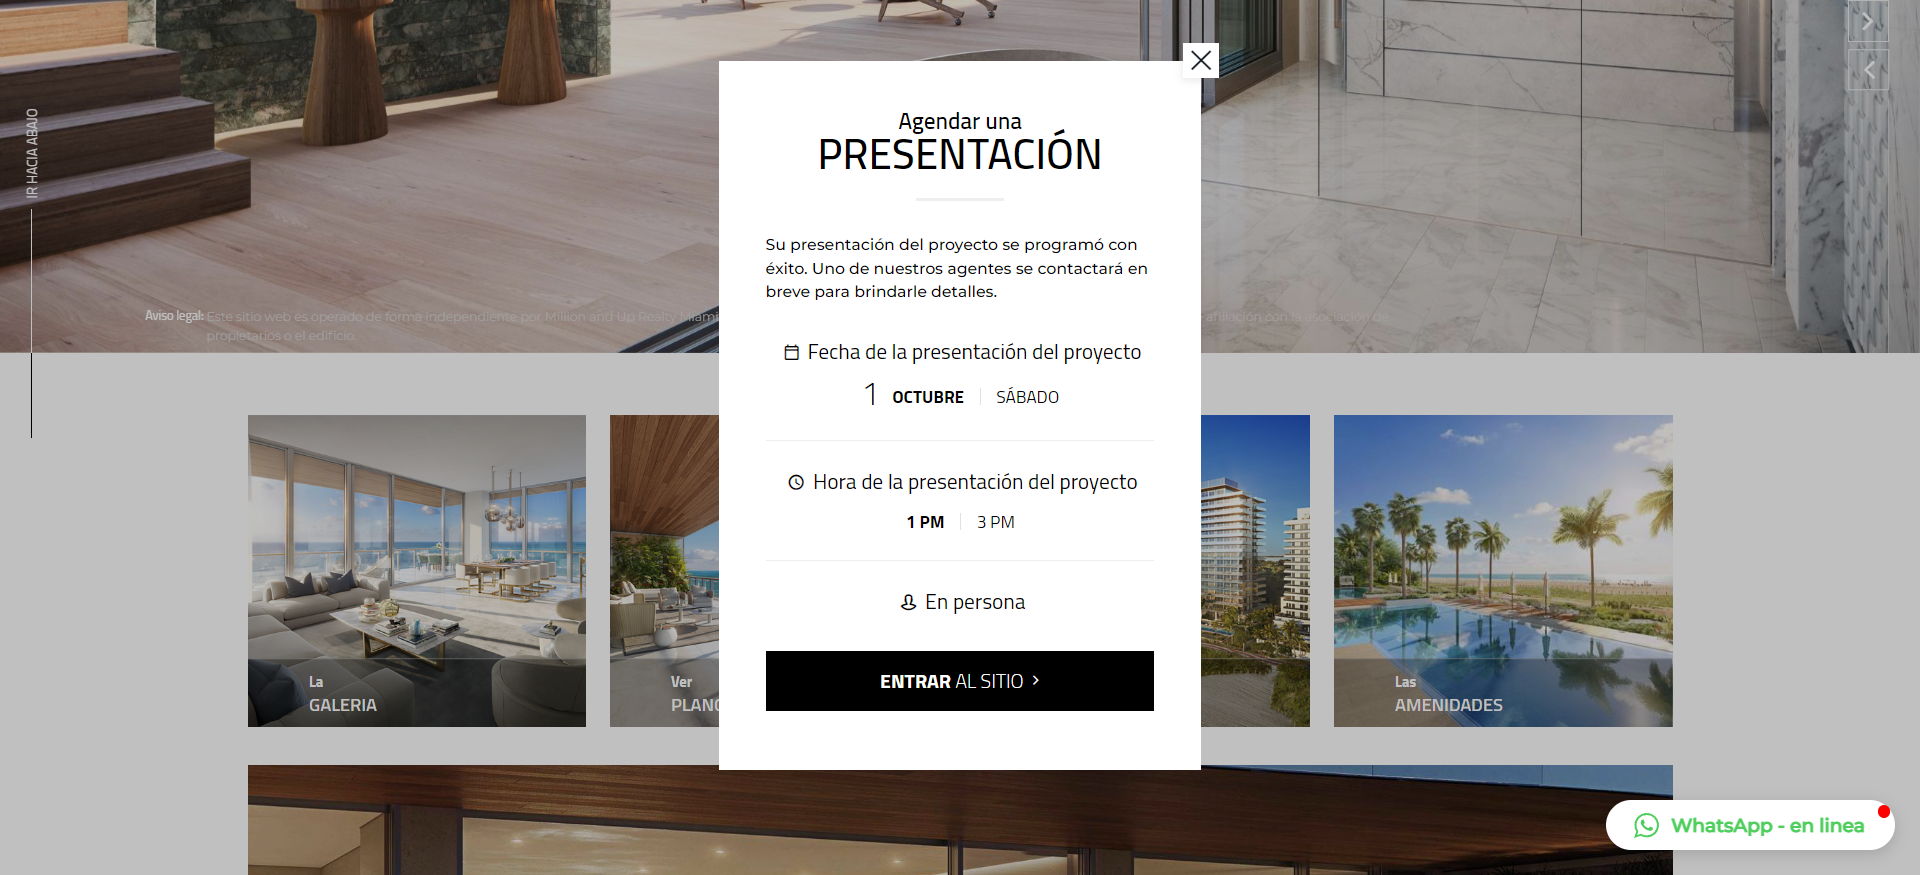 IR HACIA ABAJO
Agendar una
PRESENTACIÓN
Su presentación del proyecto se programó con
éxito. Uno de nuestros agentes se contactará en
breve para brindarle detalles.
Aviso legal: Este sitio web es operado de forma independiente por Million and Up Realty Miami afiliación con la asociación de
propietarios o el edificio.
Fecha de la presentación del proyecto
1 OCTUBRE SÁBADO
Hora de la presentación del proyecto
1 PM 3 PM
En persona
ENTRAR AL SITIO
La
GALERIA
Ver
PLANO
Las
AMENIDADES
WhatsApp - en linea